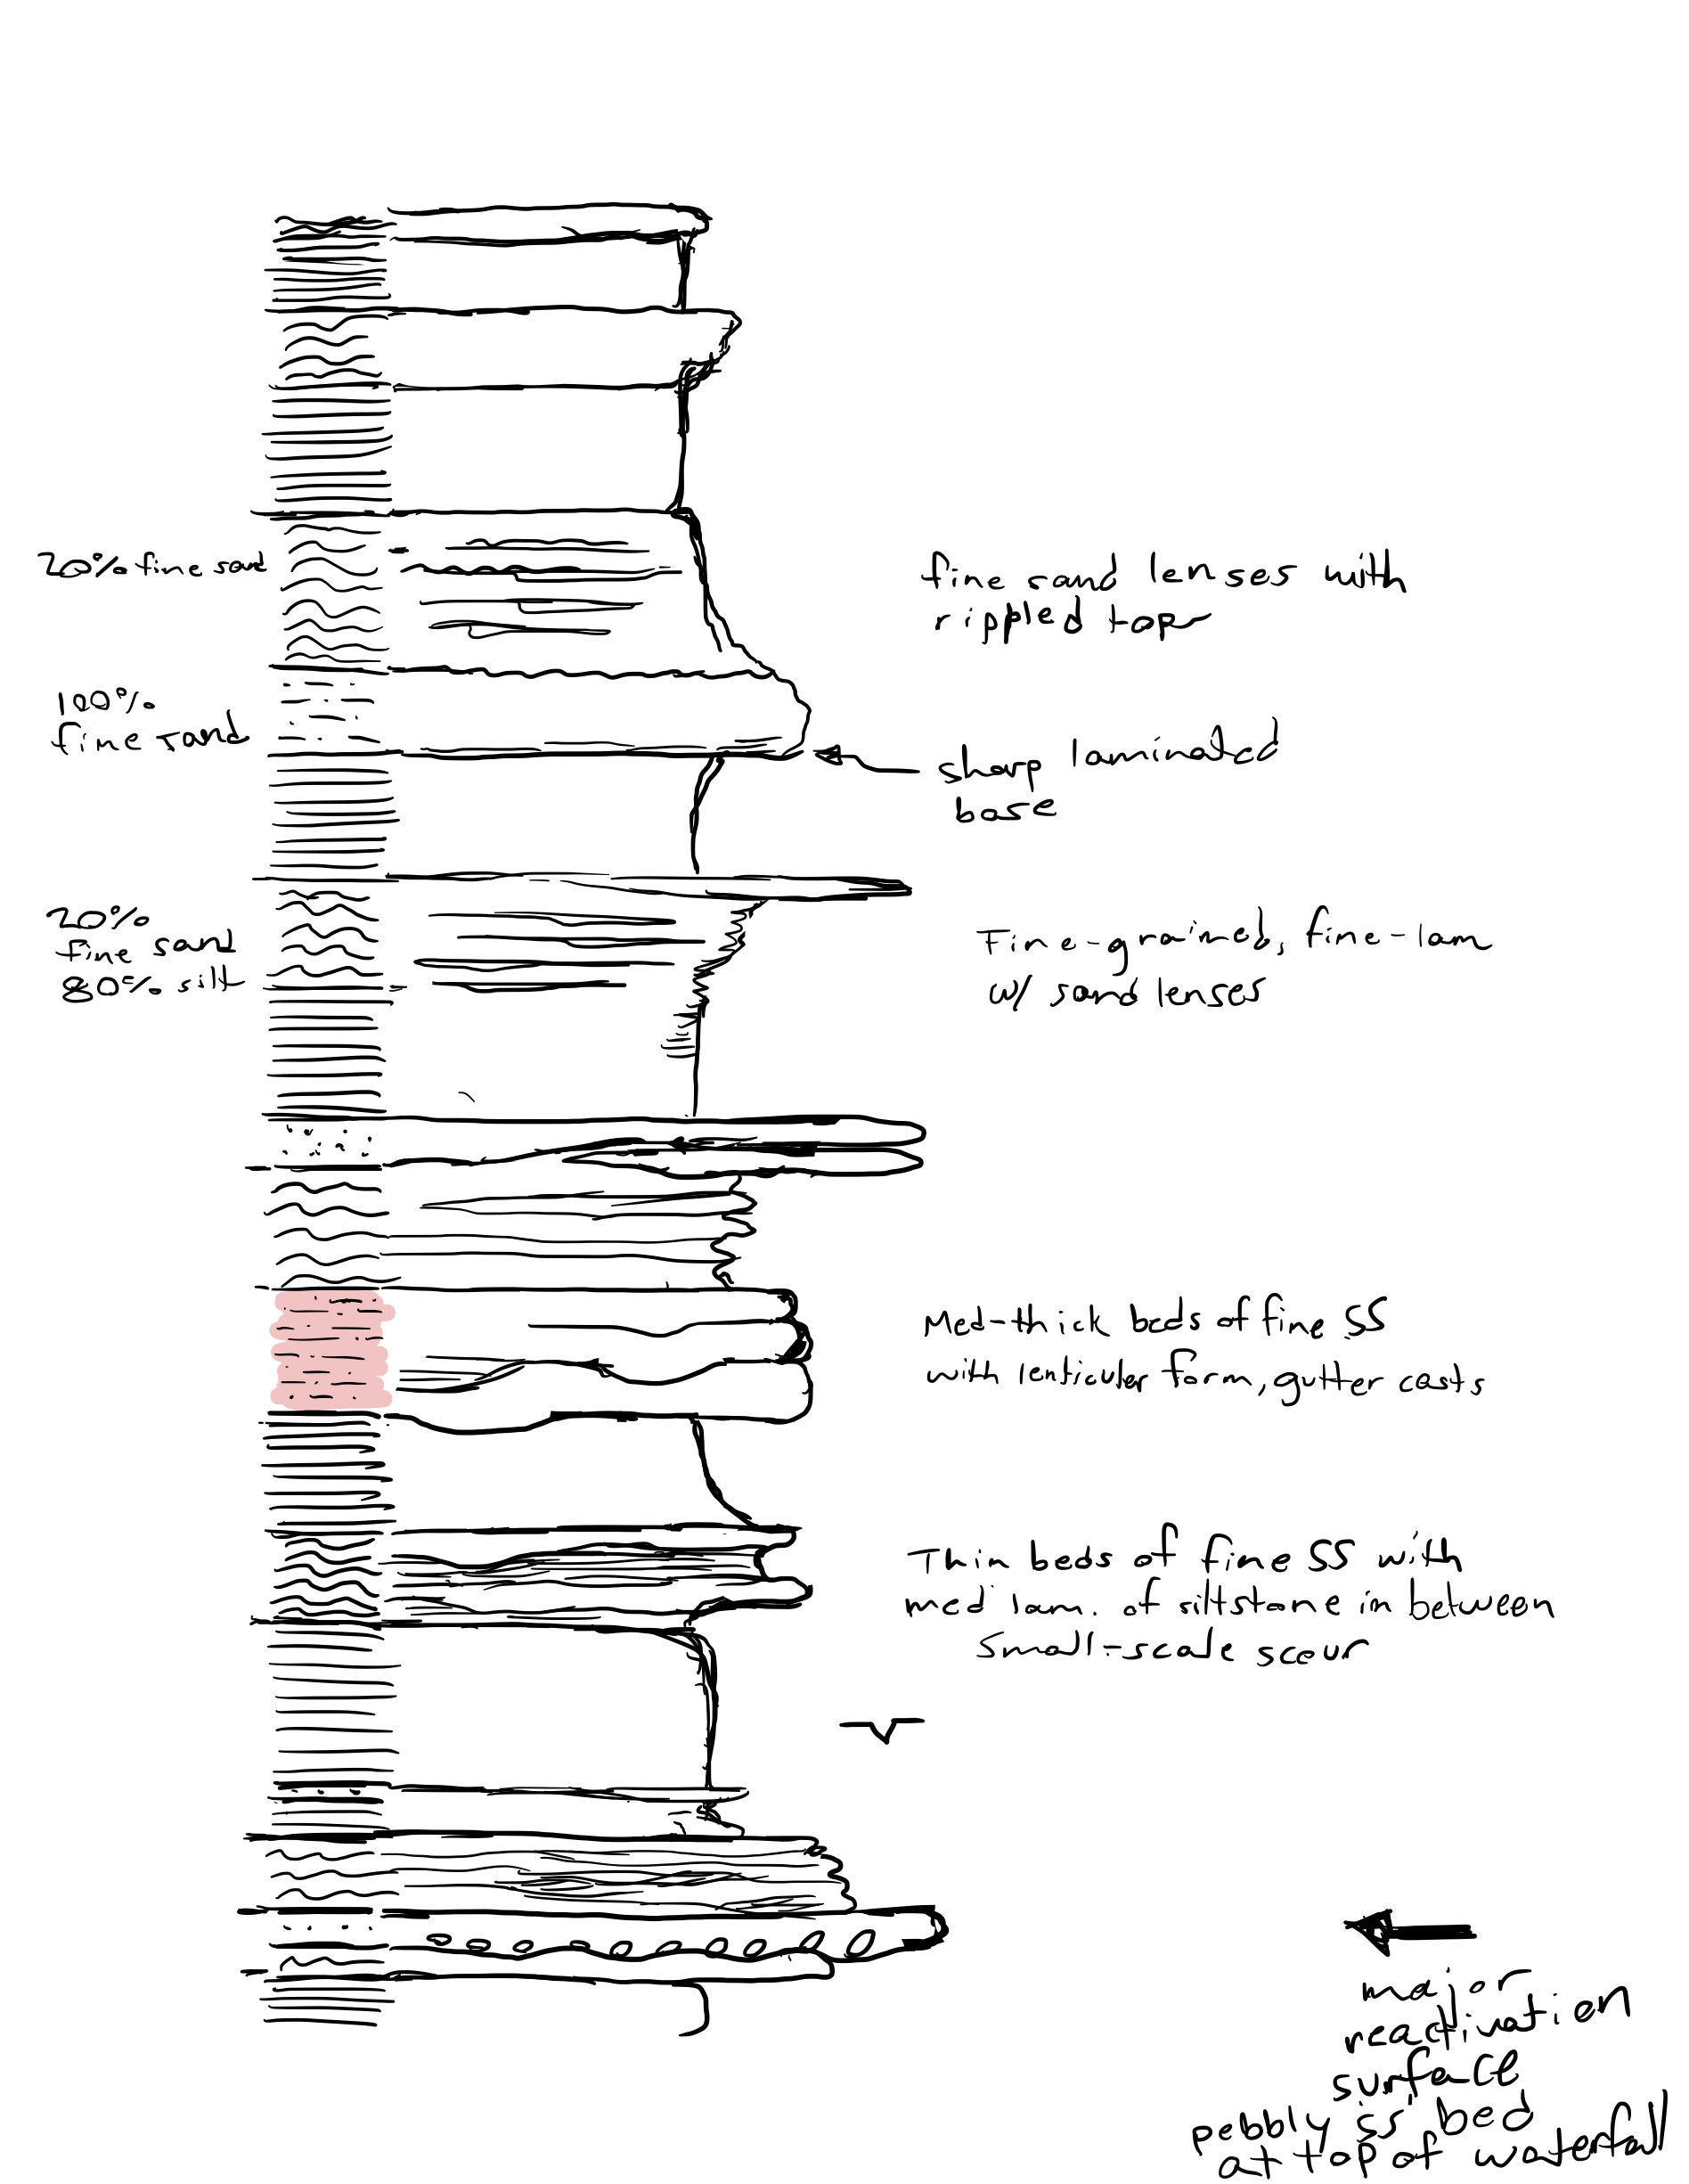 20% fine sand
fine sand lenses with
rippled top
100%
fine sand
sharp laminated
base
20%
fine sand
80% silt
Fine-grained, fine-lam
w/ sand lenses
Med-thick beds of fine SS
with lenticular form, gutter casts
Thin beds of fine SS with
med lam. of siltstone in between
small-scale scour
major
reactivation
surface
pebbly ss bed
at top of waterfall